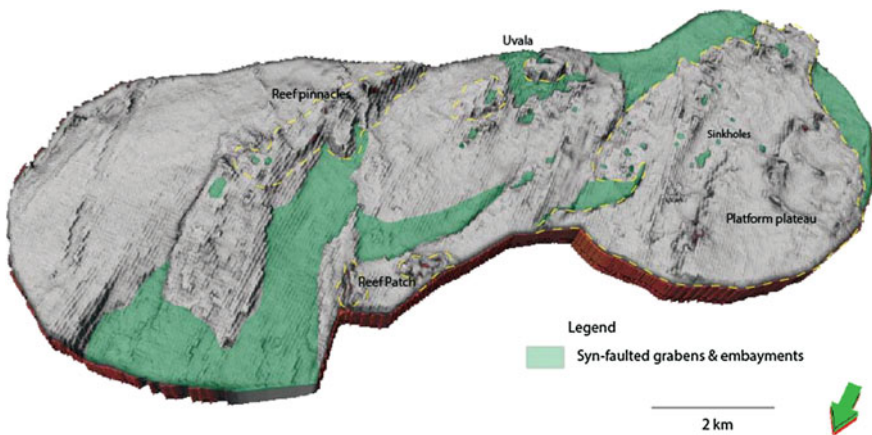 Uvala
Reef pinnacles
Sinkholes
Platform plateau
Reef Patch
Legend
Syn-faulted grabens & embayments
2 km